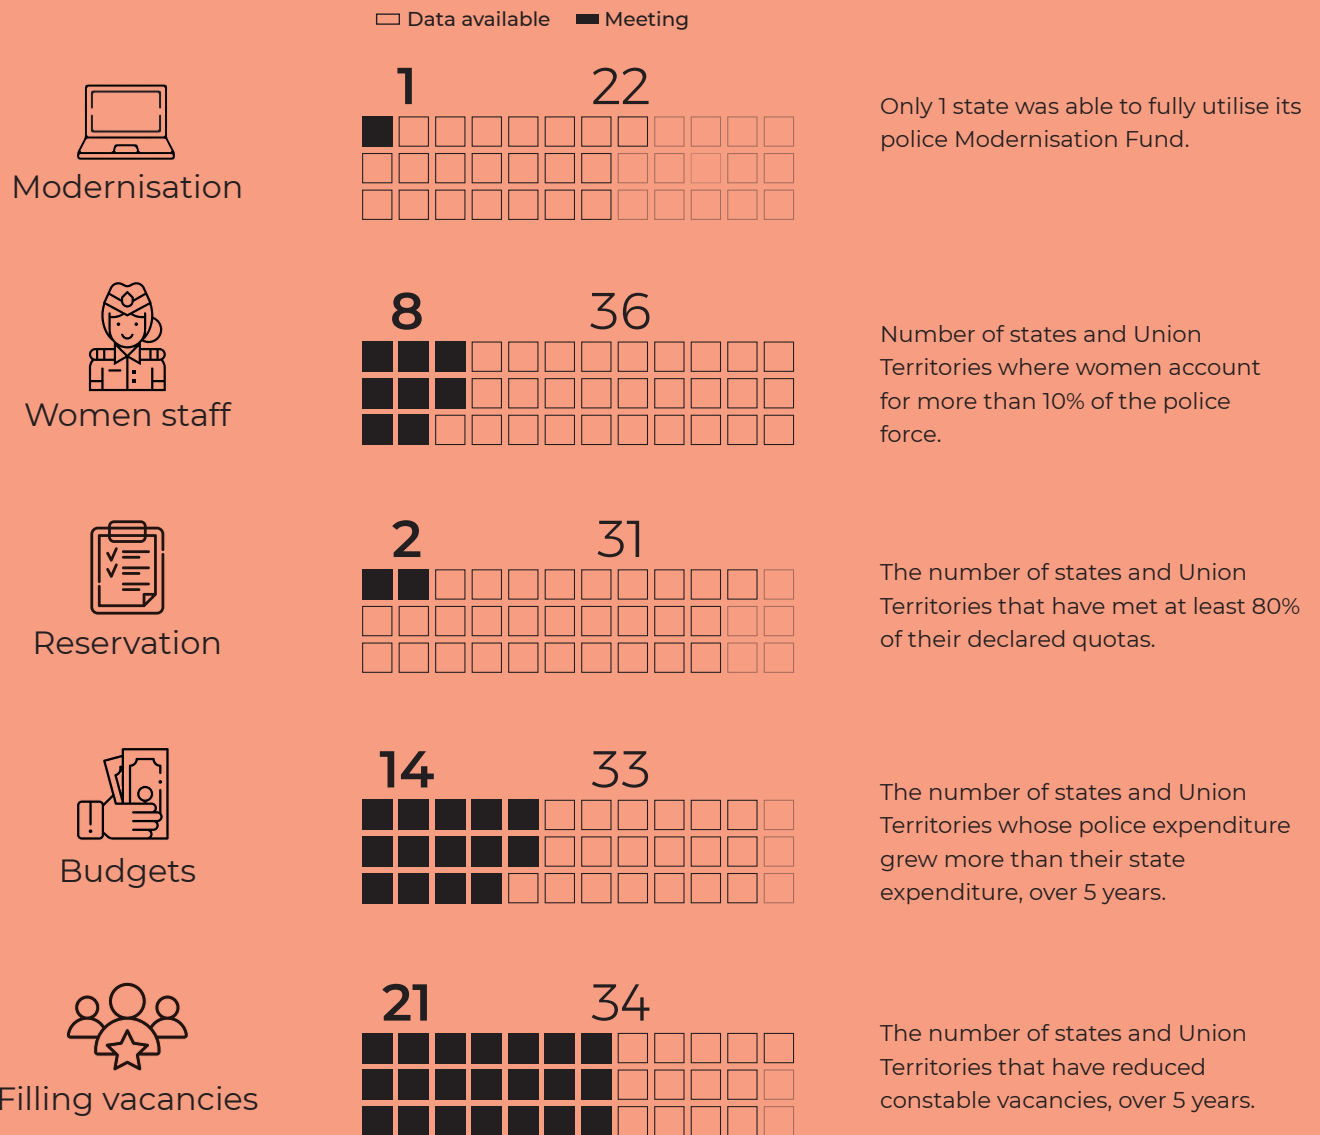 Data available Meeting
1 22
Modernisation
Only 1 state was able to fully utilise its
police Modernisation Fund.
8 36
Women staff
Number of states and Union
Territories where women account
for more than 10% of the police
force.
2 31
Reservation
The number of states and Union
Territories that have met at least 80%
of their declared quotas.
14 33
Budgets
The number of states and Union
Territories whose police expenditure
grew more than their state
expenditure, over 5 years.
21 34
Filling vacancies
The number of states and Union
Territories that have reduced
constable vacancies, over 5 years.